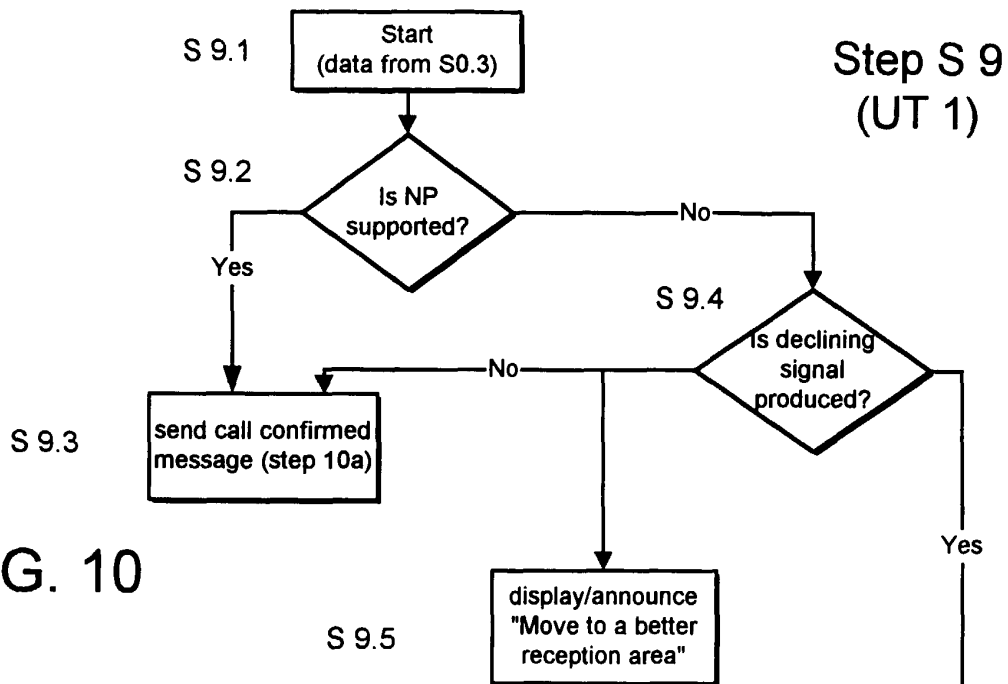 S 9.1
Start
(data from S0.3)
Step S 9
(UT 1)
S 9.2
Is NP
supported?
No
Yes
S 9.4
Is declining
signal
produced?
No
S 9.3
send call confirmed
message (step 10a)
Yes
G. 10
S 9.5
display/announce
"Move to a better
reception area"